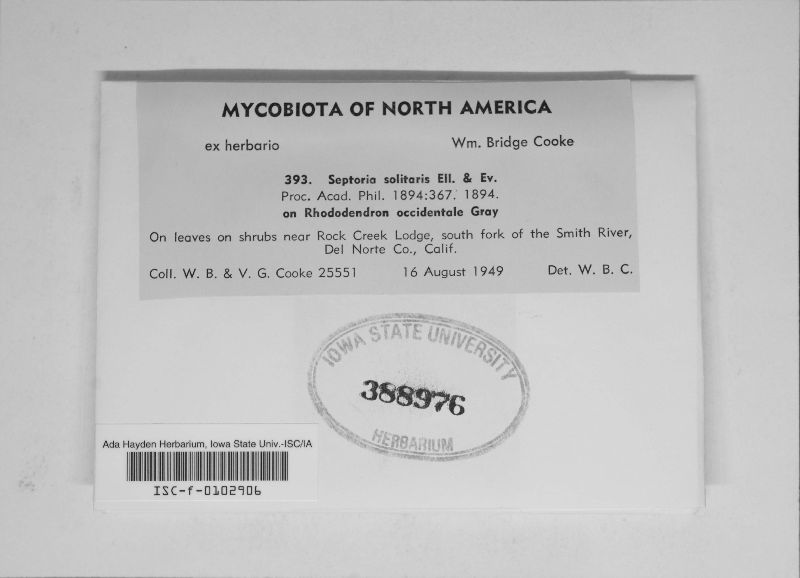 MYCOBIOTA OF NORTH AMERICA
ex herbario Wm. Bridge Cooke
393. Septoria solitaris Ell. & Ev.
Proc. Acad. Phil. 1894:367. 1894.
on Rhododendron occidentale Gray
On leaves on shrubs near Rock Creek Lodge, south fork of the Smith River,
Del Norte Co., Calif.
Coll. W. B. & V. G. Cooke 25551 16 August 1949 Det. W. B. C.
IOWA STATE UNIVERSITY
388976
HERBARIUM
Ada Hayden Herbarium, Iowa State Univ.-ISC/IA
ISC-f-0102906